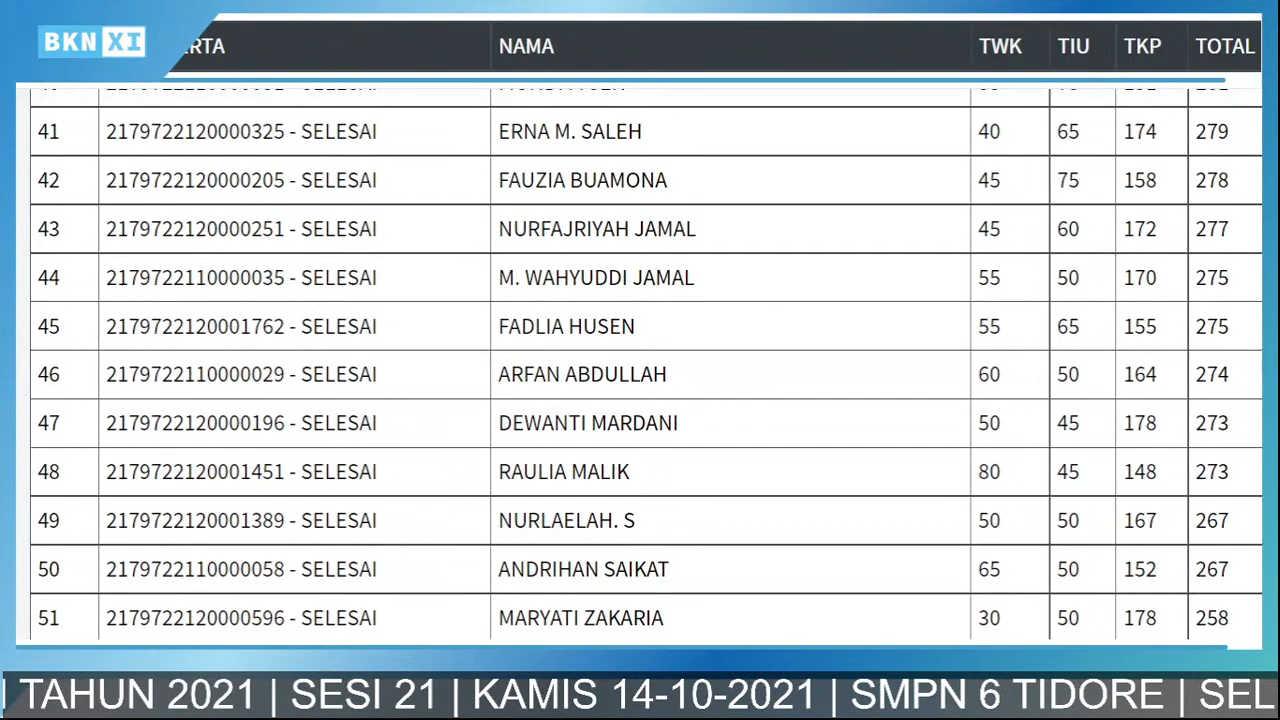 BKN XI
ERTA NAMA TWK TIU TKP TOTAL
41 2179722120000325 - SELESAI ERNA M. SALEH 40 65 174 279
42 2179722120000205 - SELESAI FAUZIA BUAMONA 45 75 158 278
43 2179722120000251 - SELESAI NURFAJRIYAH JAMAL 45 60 172 277
44 2179722110000035 - SELESAI M. WAHYUDDI JAMAL 55 50 170 275
45 2179722120001762 - SELESAI FADLIA HUSEN 55 65 155 275
46 2179722110000029 - SELESAI ARFAN ABDULLAH 60 50 164 274
47 2179722120000196 - SELESAI DEWANTI MARDANI 50 45 178 273
48 2179722120001451 - SELESAI RAULIA MALIK 80 45 148 273
49 2179722120001389 - SELESAI NURLAELAH. S 50 50 167 267
50 2179722110000058 - SELESAI ANDRIHAN SAIKAT 65 50 152 267
51 2179722120000596 - SELESAI MARYATI ZAKARIA 30 50 178 258
TAHUN 2021 | SESI 21 | KAMIS 14-10-2021 | SMPN 6 TIDORE | SEL